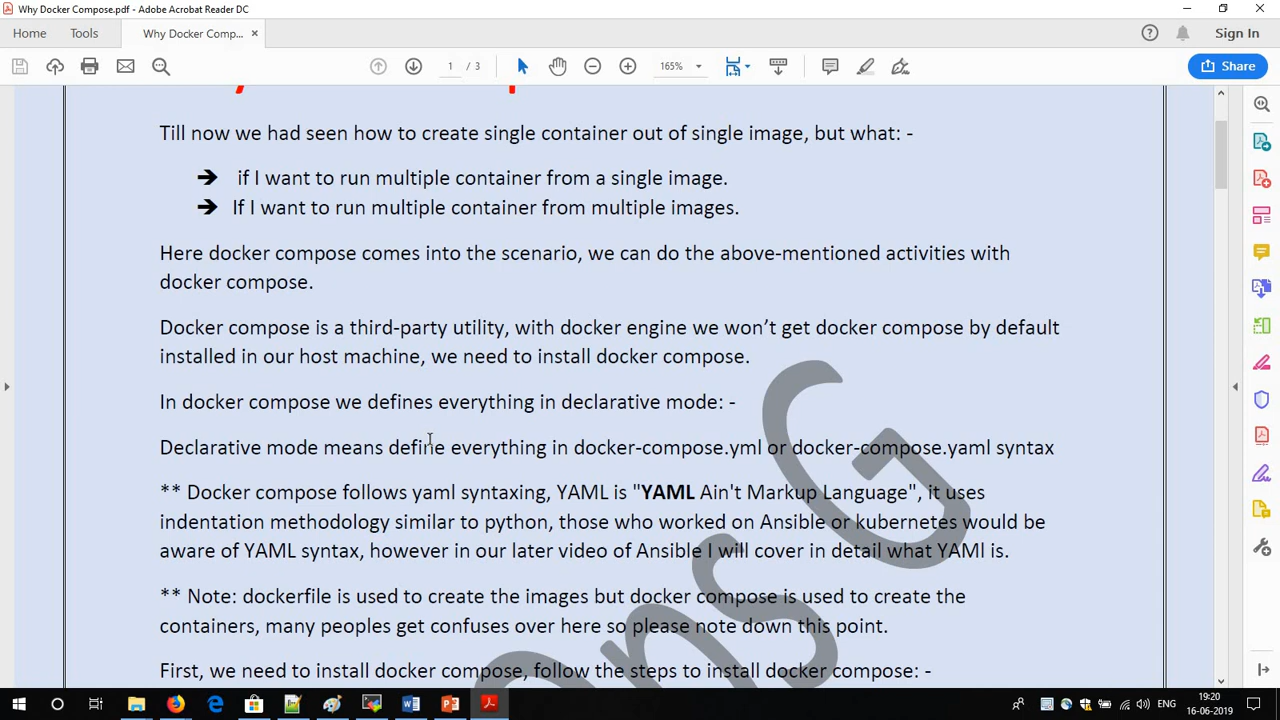 Why Docker Compose.pdf - Adobe Acrobat Reader DC
Home Tools Why Docker Comp... Sign In
1 / 3 165% Share
Till now we had seen how to create single container out of single image, but what: -
➔ if I want to run multiple container from a single image.
➔ If I want to run multiple container from multiple images.
Here docker compose comes into the scenario, we can do the above-mentioned activities with
docker compose.
Docker compose is a third-party utility, with docker engine we won’t get docker compose by default
installed in our host machine, we need to install docker compose.
In docker compose we defines everything in declarative mode: -
Declarative mode means define everything in docker-compose.yml or docker-compose.yaml syntax
** Docker compose follows yaml syntaxing, YAML is "YAML Ain't Markup Language", it uses
indentation methodology similar to python, those who worked on Ansible or kubernetes would be
aware of YAML syntax, however in our later video of Ansible I will cover in detail what YAMl is.
** Note: dockerfile is used to create the images but docker compose is used to create the
containers, many peoples get confuses over here so please note down this point.
First, we need to install docker compose, follow the steps to install docker compose: -
ENG
19:20
16-06-2019